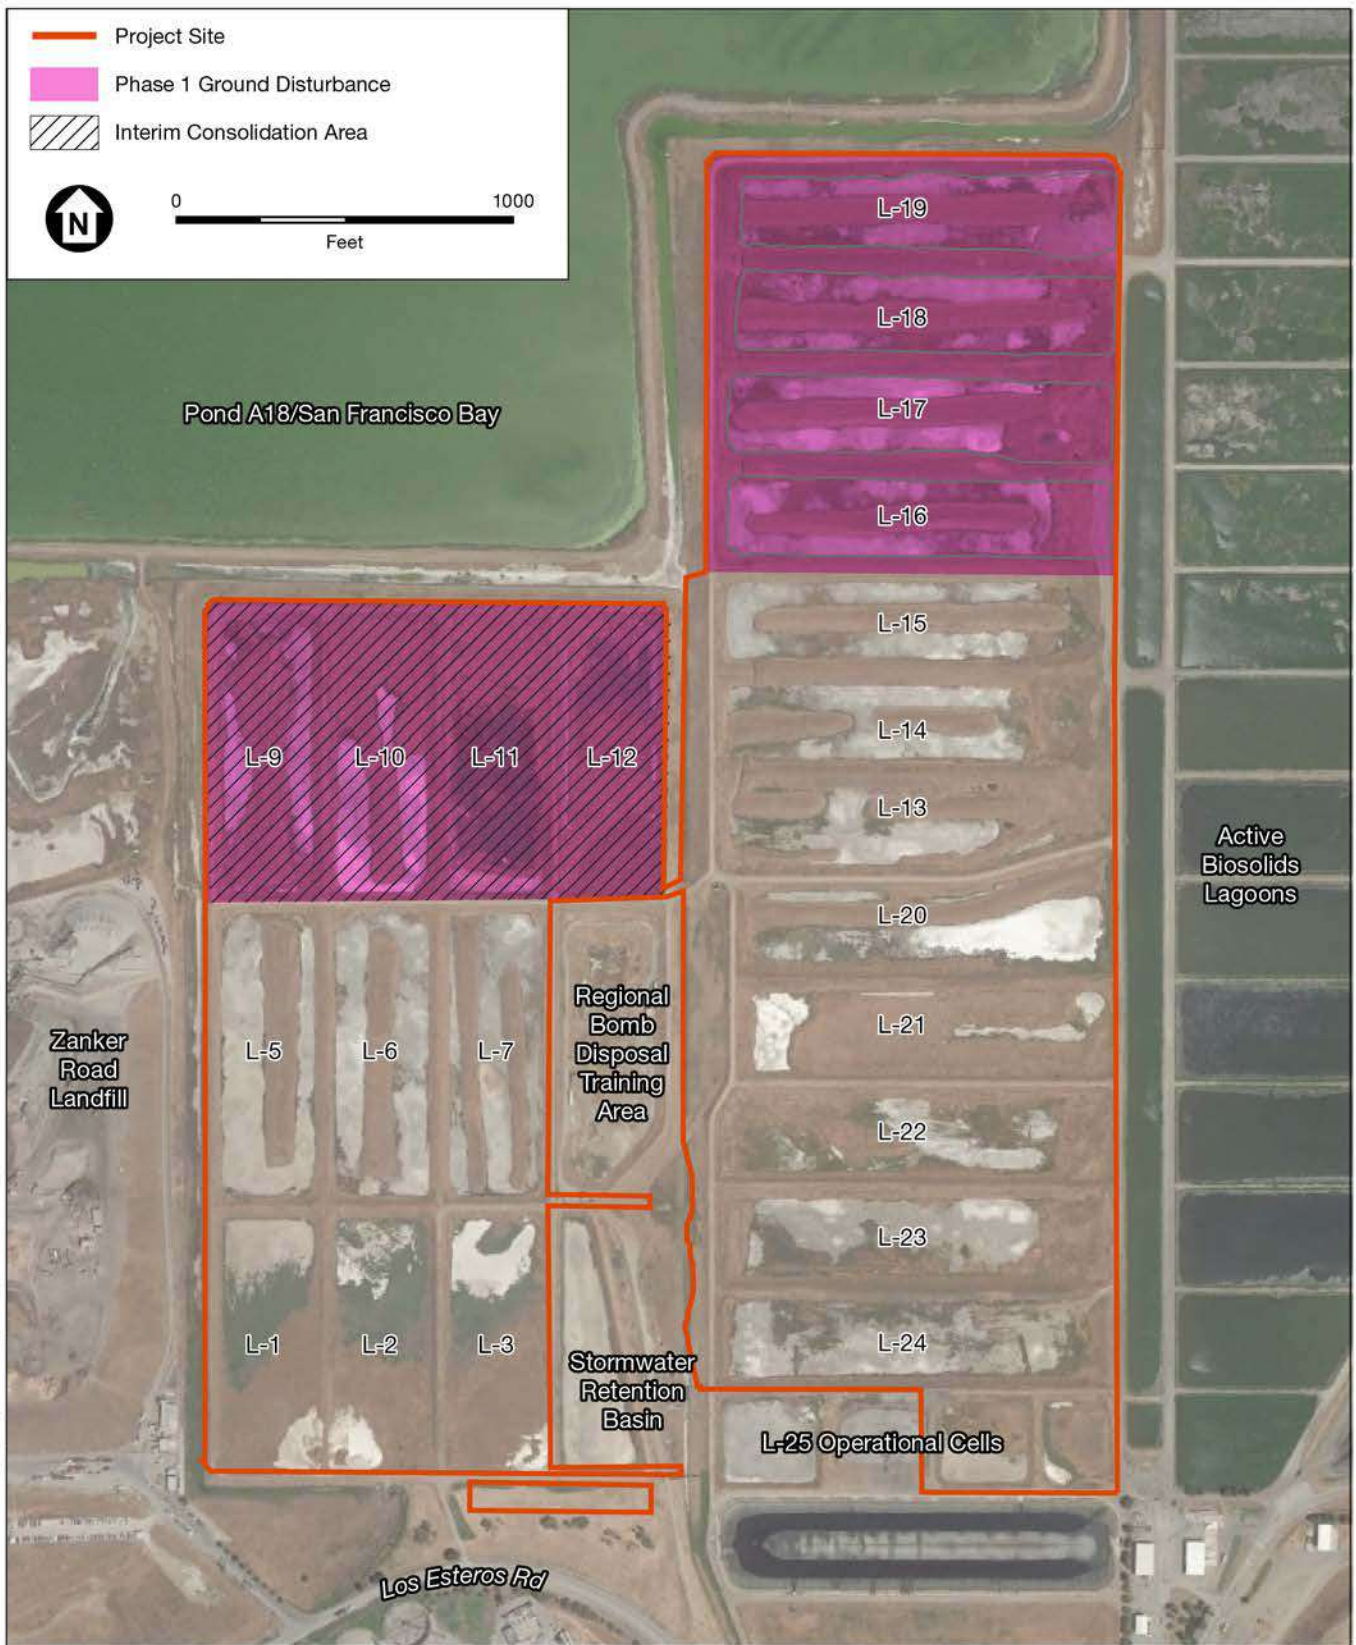 Project Site
Phase 1 Ground Disturbance
Interim Consolidation Area
N
0 1000
Feet
L-19
L-18
Pond A18/San Francisco Bay
L-17
L-16
L-15
L-14
L-9 L-10 L-11 L-12
L-13
Active
Biosolids
Lagoons
L-20
Regional
Bomb
Disposal
Training
Area
L-21
Zanker
Road
Landfill
L-5 L-6 L-7
L-22
L-23
L-1 L-2 L-3
L-24
Stormwater
Retention
Basin
L-25 Operational Cells
Los Esteros Rd